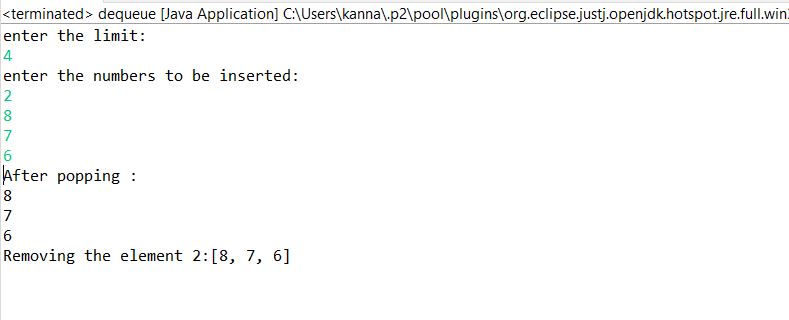 <terminated> dequeue [Java Application] C:\Users\kanna\.p2\pool\plugins\org.eclipse.justj.openjdk.hotspot.jre.full.win
enter the limit:
4
enter the numbers to be inserted:
2
8
7
6
After popping :
8
7
6
Removing the element 2:[8, 7, 6]